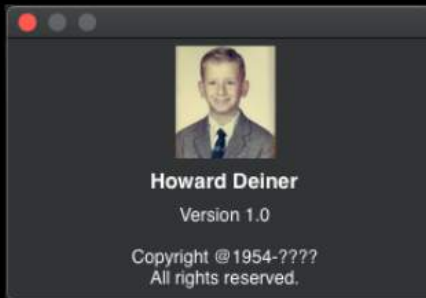 Howard Deiner
Version 1.0
Copyright @1954-????
All rights reserved.